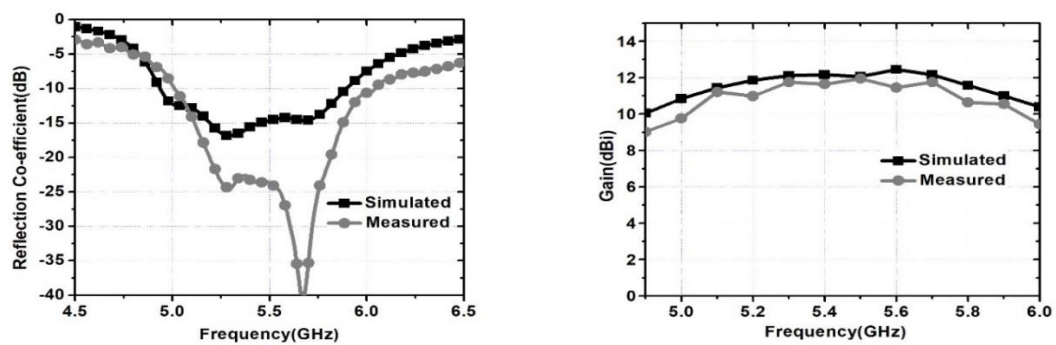 0
-5
-10
-15
-20
-25
-30
-35
-40
Reflection Co-efficient(dB)
Simulated
Measured
4.5 5.0 5.5 6.0 6.5
Frequency(GHz)
14
12
10
8
6
4
2
0
Gain(dBi)
Simulated
Measured
5.0 5.2 5.4 5.6 5.8 6.0
Frequency(GHz)